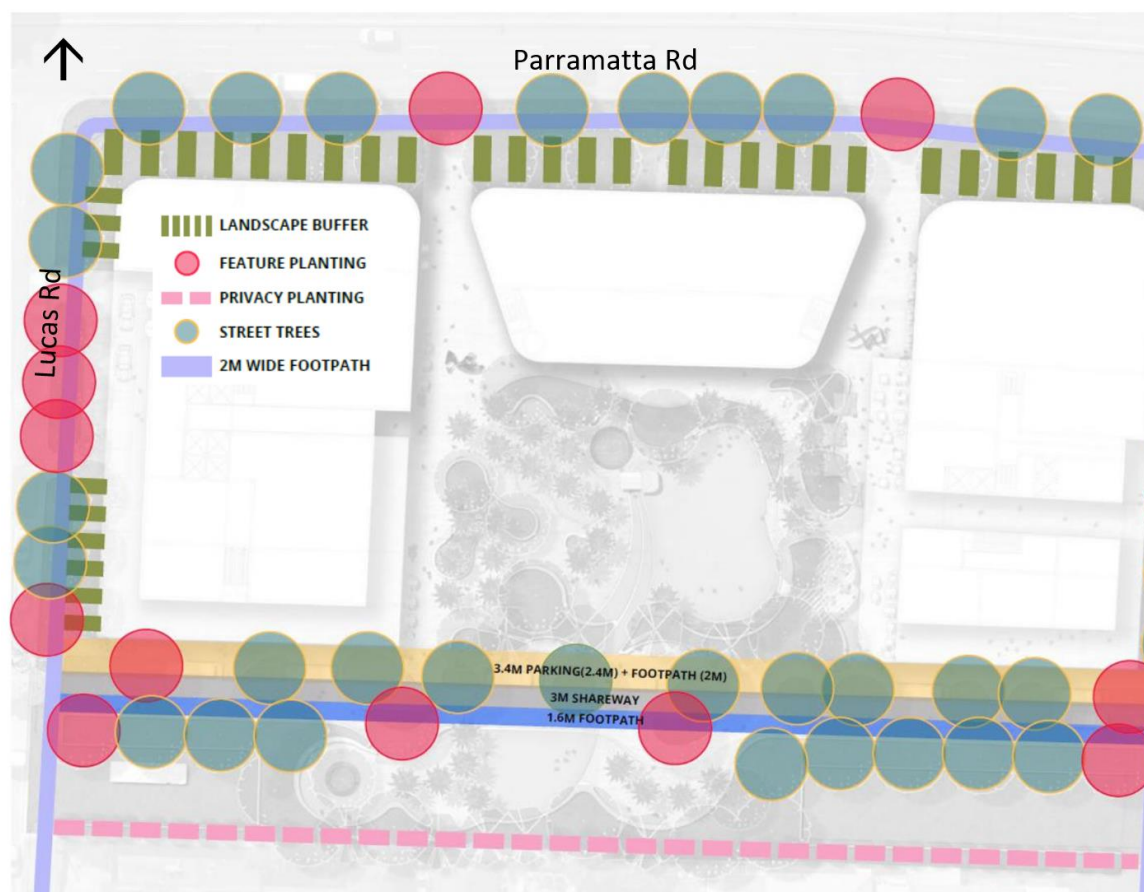 Parramatta Rd
Lucas Rd
LANDSCAPE BUFFER
FEATURE PLANTING
PRIVACY PLANTING
STREET TREES
2M WIDE FOOTPATH
3.4M PARKING(2.4M) + FOOTPATH (2M)
3M SHAREWAY
1.6M FOOTPATH